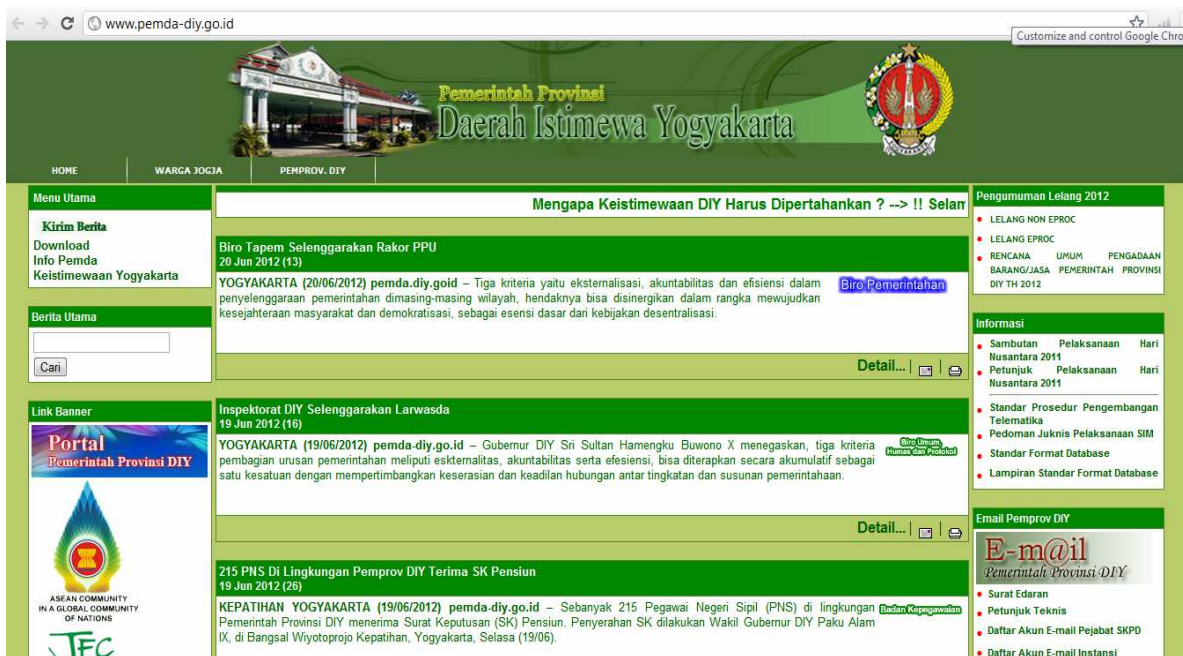 www.pemda-diy.go.id
Customize and control Google Chro
Pemerintah Provinsi
Daerah Istimewa Yogyakarta
HOME
WARGA JOGJA
PEMPROV. DIY
Menu Utama
Kirim Berita
Download
Info Pemda
Keistimewaan Yogyakarta
Berita Utama
Cari
Link Banner
Portal
Pemerintah Provinsi DIY
ASEAN COMMUNITY
IN A GLOBAL COMMUNITY
OF NATIONS
JEC
Mengapa Keistimewaan DIY Harus Dipertahankan ? --> !! Selam
Biro Tapem Selenggarakan Rakor PPU
20 Jun 2012 (13)
YOGYAKARTA (20/06/2012) pemda.diy.goid – Tiga kriteria yaitu eksternalisasi, akuntabilitas dan efisiensi dalam
penyelenggaraan pemerintahan dimasing-masing wilayah, hendaknya bisa disinergikan dalam rangka mewujudkan
kesejahteraan masyarakat dan demokratisasi, sebagai esensi dasar dari kebijakan desentralisasi.
Biro Pemerintahan
Detail... |
Inspektorat DIY Selenggarakan Larwasda
19 Jun 2012 (16)
YOGYAKARTA (19/06/2012) pemda-diy.go.id – Gubernur DIY Sri Sultan Hamengku Buwono X menegaskan, tiga kriteria
pembagian urusan pemerintahan meliputi eskternalitas, akuntabilitas serta efesiensi, bisa diterapkan secara akumulatif sebagai
satu kesatuan dengan mempertimbangkan keserasian dan keadilan hubungan antar tingkatan dan susunan pemerintahaan.
Biro Umum,
Humas dan Protokol
Detail... |
215 PNS Di Lingkungan Pemprov DIY Terima SK Pensiun
19 Jun 2012 (26)
KEPATIHAN YOGYAKARTA (19/06/2012) pemda-diy.go.id – Sebanyak 215 Pegawai Negeri Sipil (PNS) di lingkungan
Pemerintah Provinsi DIY menerima Surat Keputusan (SK) Pensiun. Penyerahan SK dilakukan Wakil Gubernur DIY Paku Alam
IX, di Bangsal Wiyotoprojo Kepatihan, Yogyakarta, Selasa (19/06).
Badan Kepegawaian
Pengumuman Lelang 2012
LELANG NON EPROC
LELANG EPROC
RENCANA UMUM PENGADAAN
BARANG/JASA PEMERINTAH PROVINSI
DIY TH 2012
Informasi
Sambutan Pelaksanaan Hari
Nusantara 2011
Petunjuk Pelaksanaan Hari
Nusantara 2011
Standar Prosedur Pengembangan
Telematika
Pedoman Juknis Pelaksanaan SIM
Standar Format Database
Lampiran Standar Format Database
Email Pemprov DIY
E-m@il
Pemerintah Provinsi DIY
Surat Edaran
Petunjuk Teknis
Daftar Akun E-mail Pejabat SKPD
Daftar Akun E-mail Instansi